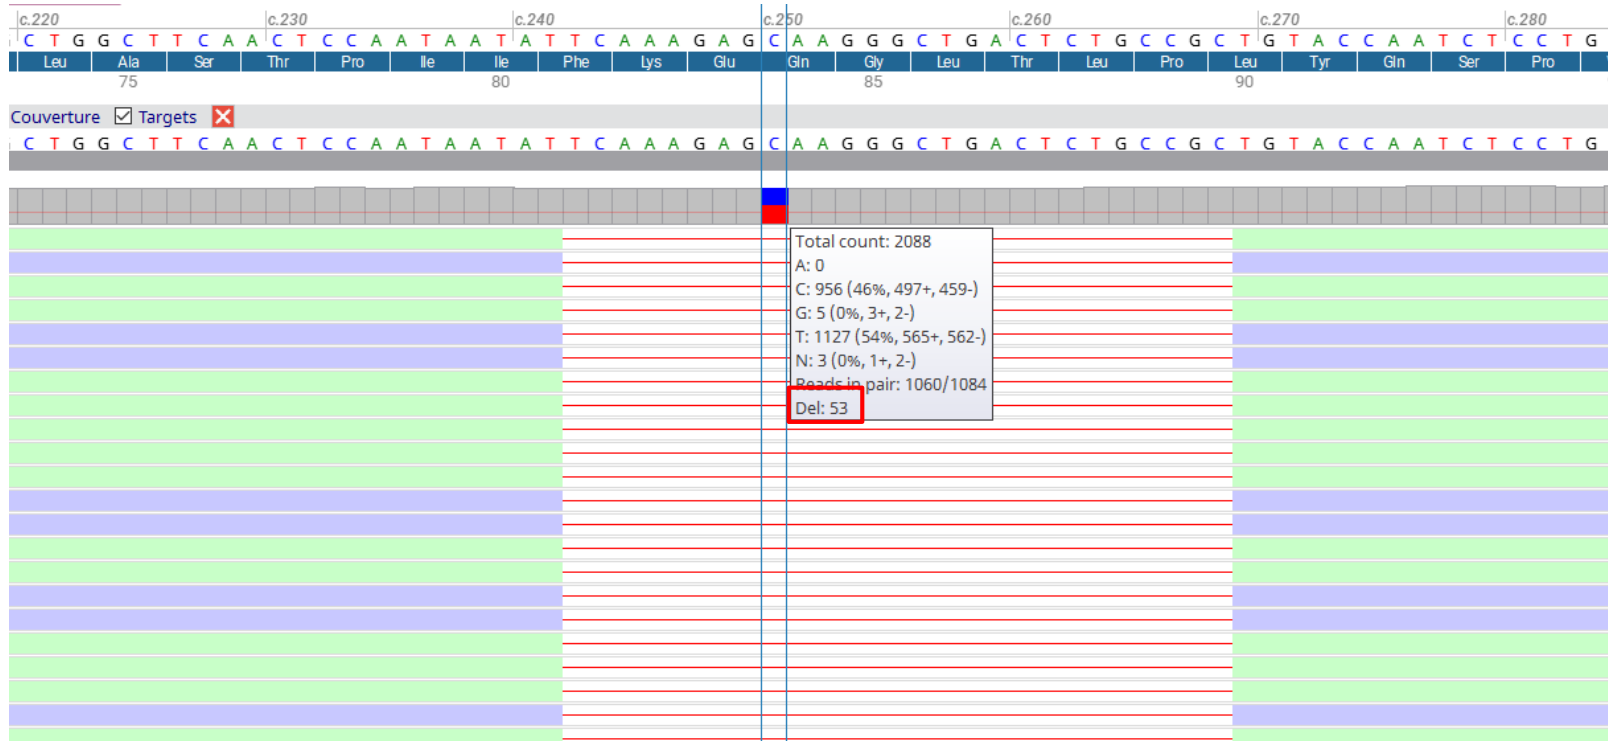 c.220 c.230 c.240 c.250 c.260 c.270 c.280
C T G G C T T C A A C T C C A A T A A T A T T C A A A G A G C A A G G G C T G A C T C T G C C G C T G T A C C A A T C T C C T G
Leu Ala Ser Thr Pro Ile Ile Phe Lys Glu Gln Gly Leu Thr Leu Pro Leu Tyr Gln Ser Pro
75 80 85 90
Couverture Targets
C T G G C T T C A A C T C C A A T A A T A T T C A A A G A G C A A G G G C T G A C T C T G C C G C T G T A C C A A T C T C C T G
Total count: 2088
A: 0
C: 956 (46%, 497+, 459-)
G: 5 (0%, 3+, 2-)
T: 1127 (54%, 565+, 562-)
N: 3 (0%, 1+, 2-)
Reads in pair: 1060/1084
Del: 53